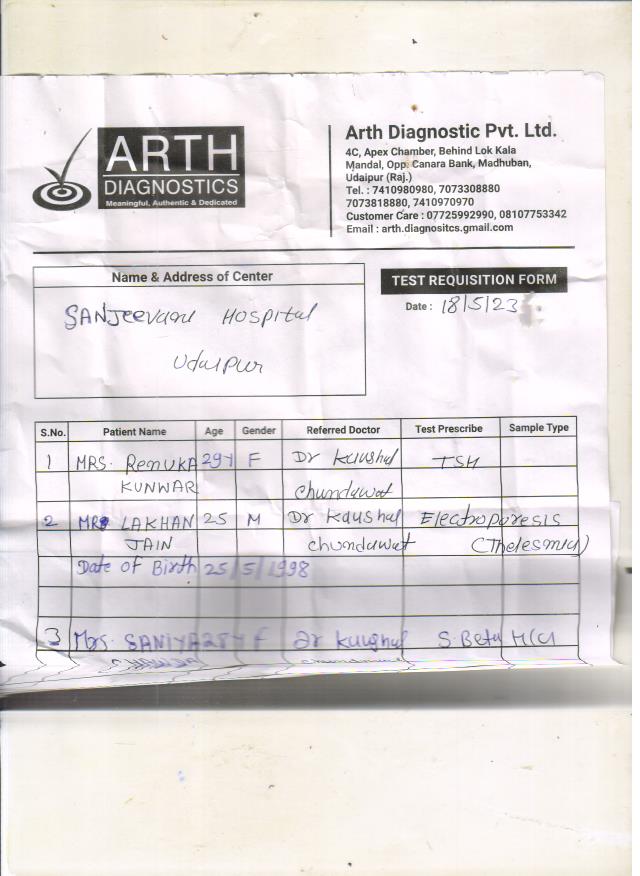 ARTH
DIAGNOSTICS
Meaningful, Authentic & Dedicated
Arth Diagnostic Pvt. Ltd.
4C, Apex Chamber, Behind Lok Kala
Mandal, Opp. Canara Bank, Madhuban,
Udaipur (Raj.)
Tel. : 7410980980, 7073308880
7073818880, 7410970970
Customer Care : 07725992990, 08107753342
Email : arth.diagnositcs.gmail.com
Name & Address of Center
SANJeevani Hospital
Udaipur
TEST REQUISITION FORM
Date : 18/5/23
S.No. Patient Name Age Gender Referred Doctor Test Prescribe Sample Type
1 MRS. Renuka 29Y F Dr Kaushal TSH
KUNWAR chundawat
2 MR LAKHAN 25 M Dr Kaushal Electroporesis
JAIN chundawat (Thelesmia)
Date of Birth 25/5/1998
3 Mrs. SANIYA 28Y F Dr Kaushal S. Beta HCG